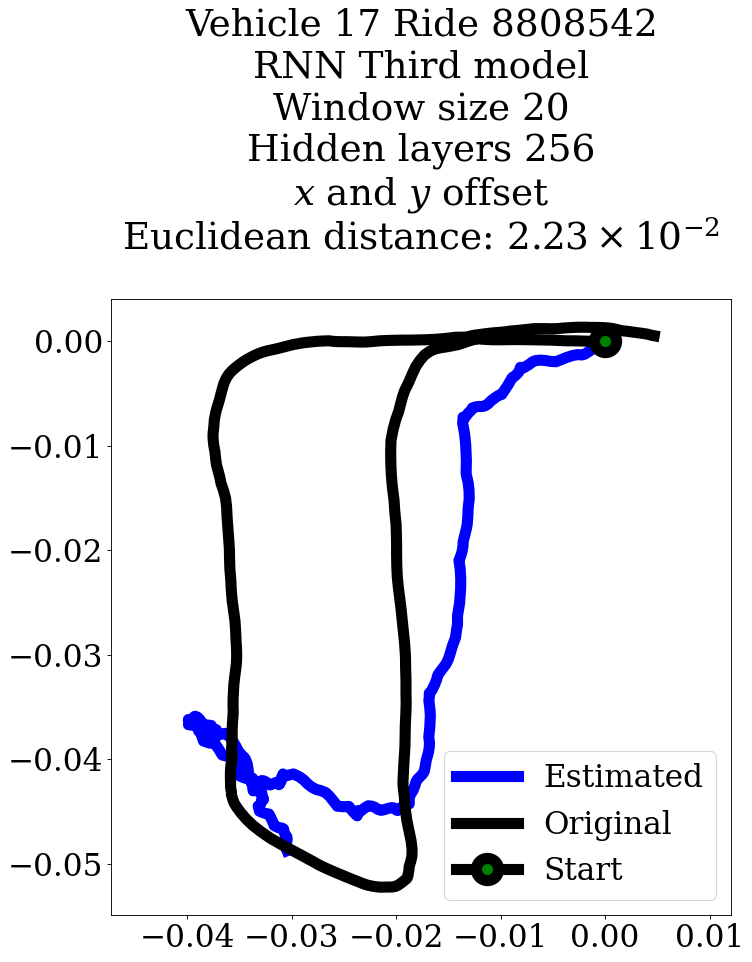 Vehicle 17 Ride 8808542
RNN Third model
Window size 20
Hidden layers 256
x and y offset
Euclidean distance: 2.23 × 10⁻²
0.00
−0.01
−0.02
−0.03
−0.04
−0.05
Estimated
Original
Start
−0.04 −0.03 −0.02 −0.01 0.00 0.01